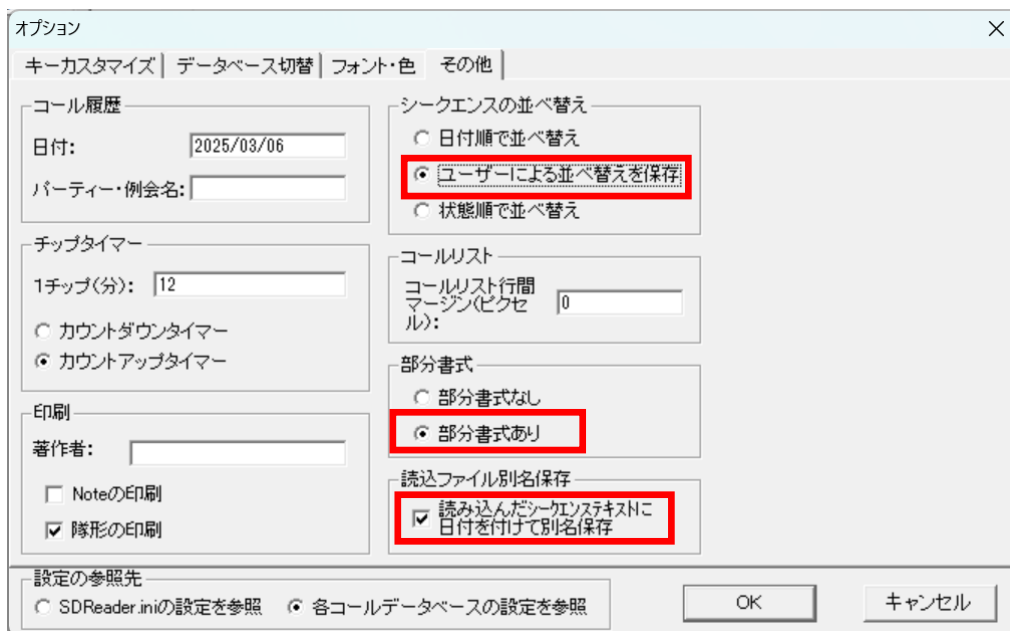 オプション
キーカスタマイズ データベース切替 フォント・色 その他
コール履歴
日付: 2025/03/06
パーティー・例会名:
チップタイマー
1チップ(分): 12
カウントダウンタイマー
カウントアップタイマー
印刷
著作者:
Noteの印刷
隊形の印刷
シークエンスの並べ替え
日付順で並べ替え
ユーザーによる並べ替えを保存
状態順で並べ替え
コールリスト
コールリスト行間
マージン(ピクセ
ル): 0
部分書式
部分書式なし
部分書式あり
読込ファイル別名保存
読み込んだシークエンステキストに
日付を付けて別名保存
設定の参照先
SDReader.iniの設定を参照 各コールデータベースの設定を参照
OK キャンセル